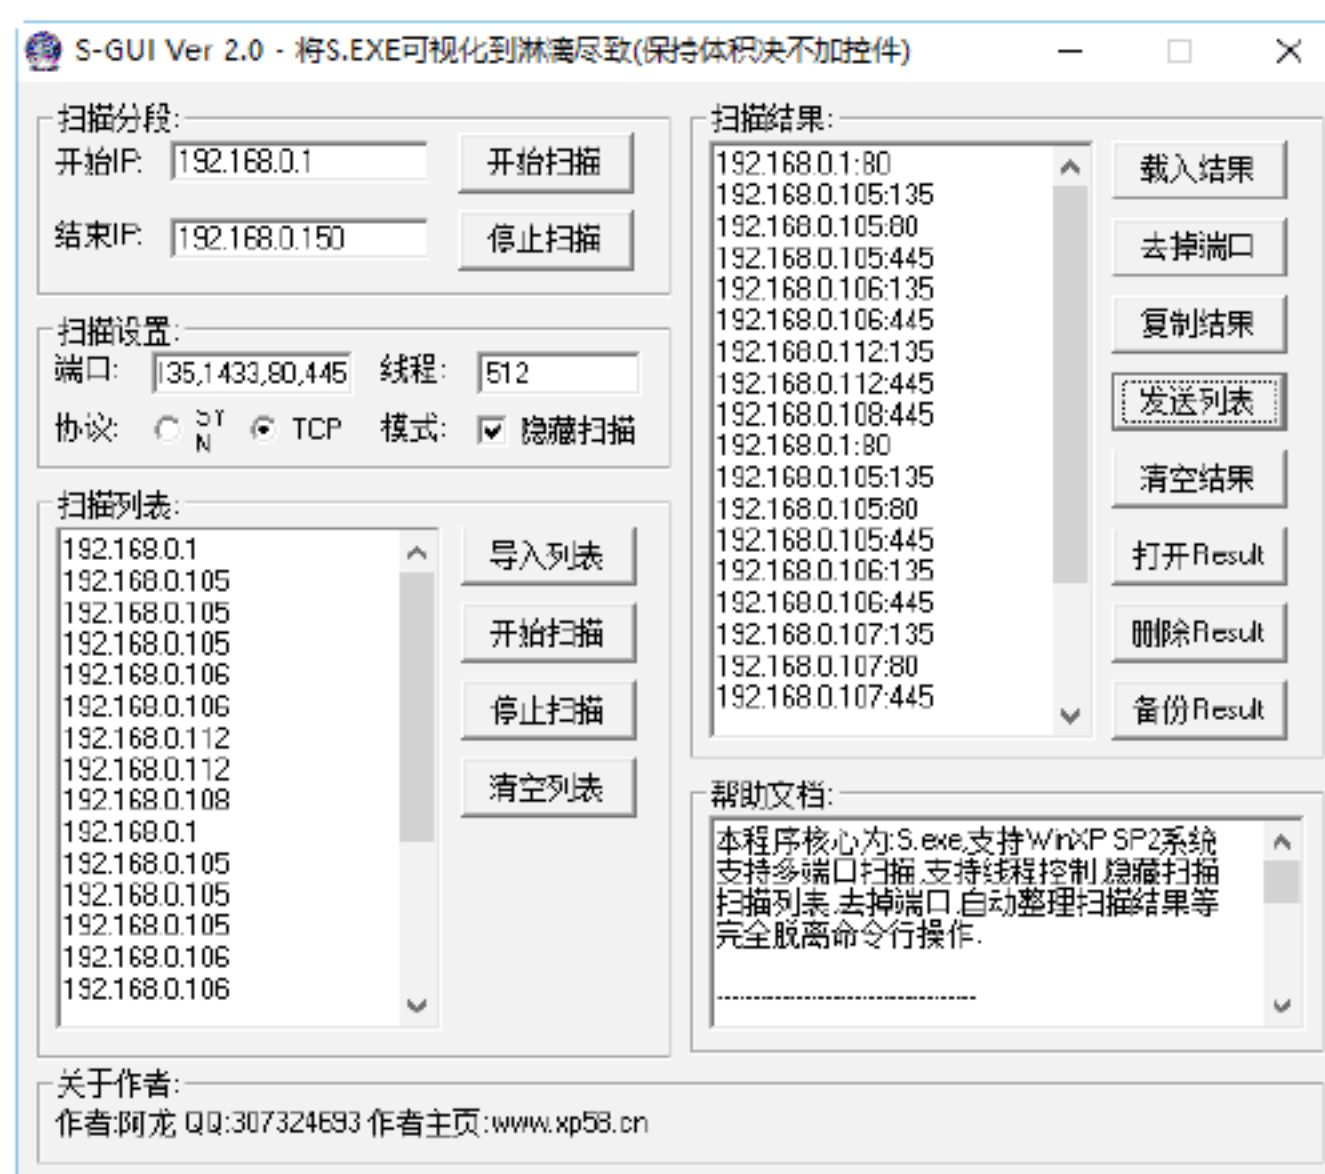 S-GUI Ver 2.0 - 将S.EXE可视化到淋漓尽致(保持体积决不加控件)
扫描分段:
开始IP: 192.168.0.1 开始扫描
结束IP: 192.168.0.150 停止扫描
扫描设置:
端口: 135,1433,80,445 线程: 512
协议: SYN TCP 模式: 隐藏扫描
扫描列表:
192.168.0.1
192.168.0.105
192.168.0.105
192.168.0.105
192.168.0.106
192.168.0.106
192.168.0.112
192.168.0.112
192.168.0.108
192.168.0.1
192.168.0.105
192.168.0.105
192.168.0.105
192.168.0.106
192.168.0.106
导入列表
开始扫描
停止扫描
清空列表
扫描结果:
192.168.0.1:80
192.168.0.105:135
192.168.0.105:80
192.168.0.105:445
192.168.0.106:135
192.168.0.106:445
192.168.0.112:135
192.168.0.112:445
192.168.0.108:445
192.168.0.1:80
192.168.0.105:135
192.168.0.105:80
192.168.0.105:445
192.168.0.106:135
192.168.0.106:445
192.168.0.107:135
192.168.0.107:80
192.168.0.107:445
载入结果
去掉端口
复制结果
发送列表
清空结果
打开Result
删除Result
备份Result
帮助文档:
本程序核心为:S.exe,支持WinXP SP2系统
支持多端口扫描,支持线程控制,隐藏扫描
扫描列表,去掉端口,自动整理扫描结果等
完全脱离命令行操作.
------------------------------------
关于作者:
作者:阿龙 QQ:307324693 作者主页:www.xp58.cn